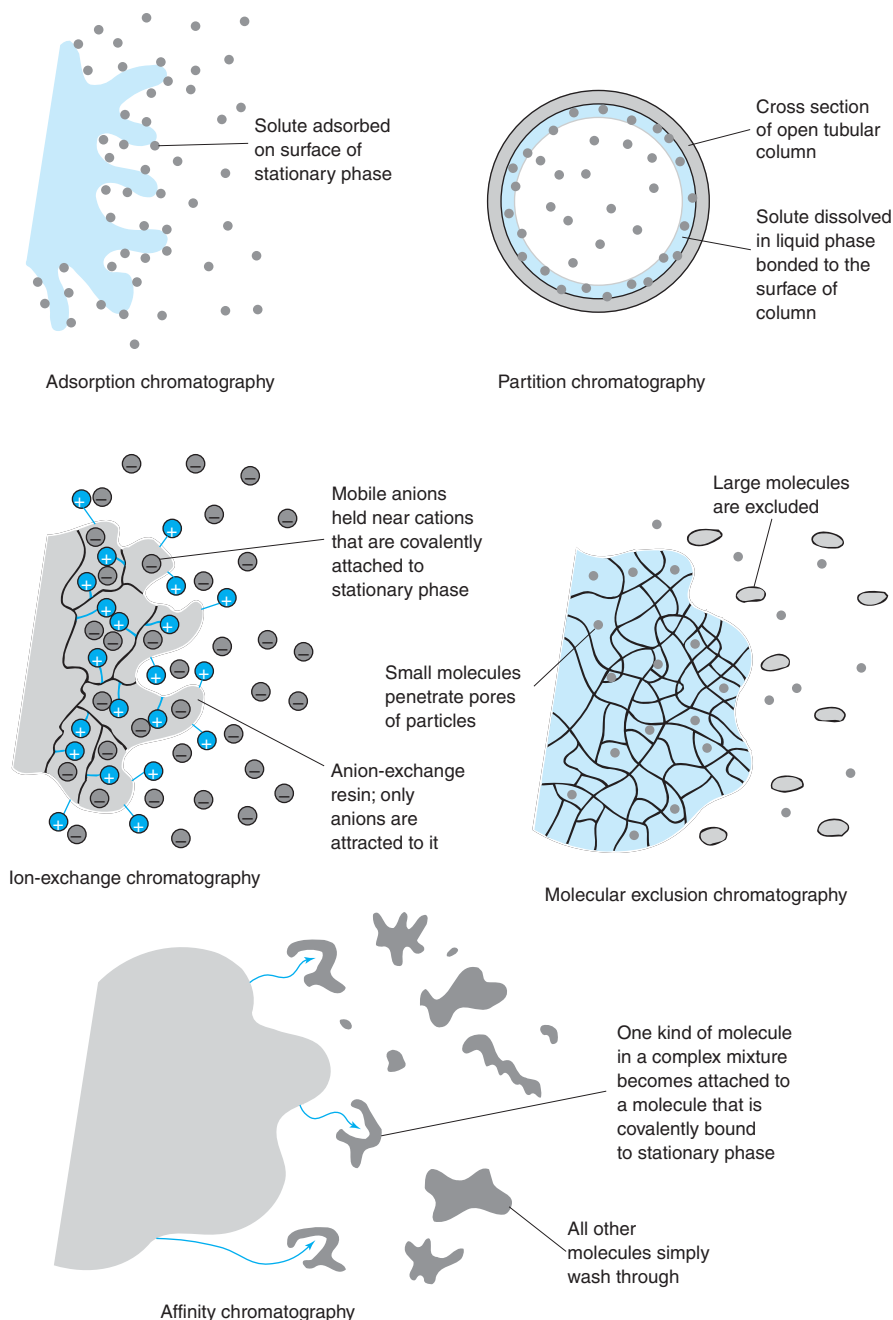 Solute adsorbed
on surface of
stationary phase
Adsorption chromatography
Cross section
of open tubular
column
Solute dissolved
in liquid phase
bonded to the
surface of
column
Partition chromatography
Mobile anions
held near cations
that are covalently
attached to
stationary phase
Anion-exchange
resin; only
anions are
attracted to it
Ion-exchange chromatography
Large molecules
are excluded
Small molecules
penetrate pores
of particles
Molecular exclusion chromatography
One kind of molecule
in a complex mixture
becomes attached to
a molecule that is
covalently bound
to stationary phase
All other
molecules simply
wash through
Affinity chromatography